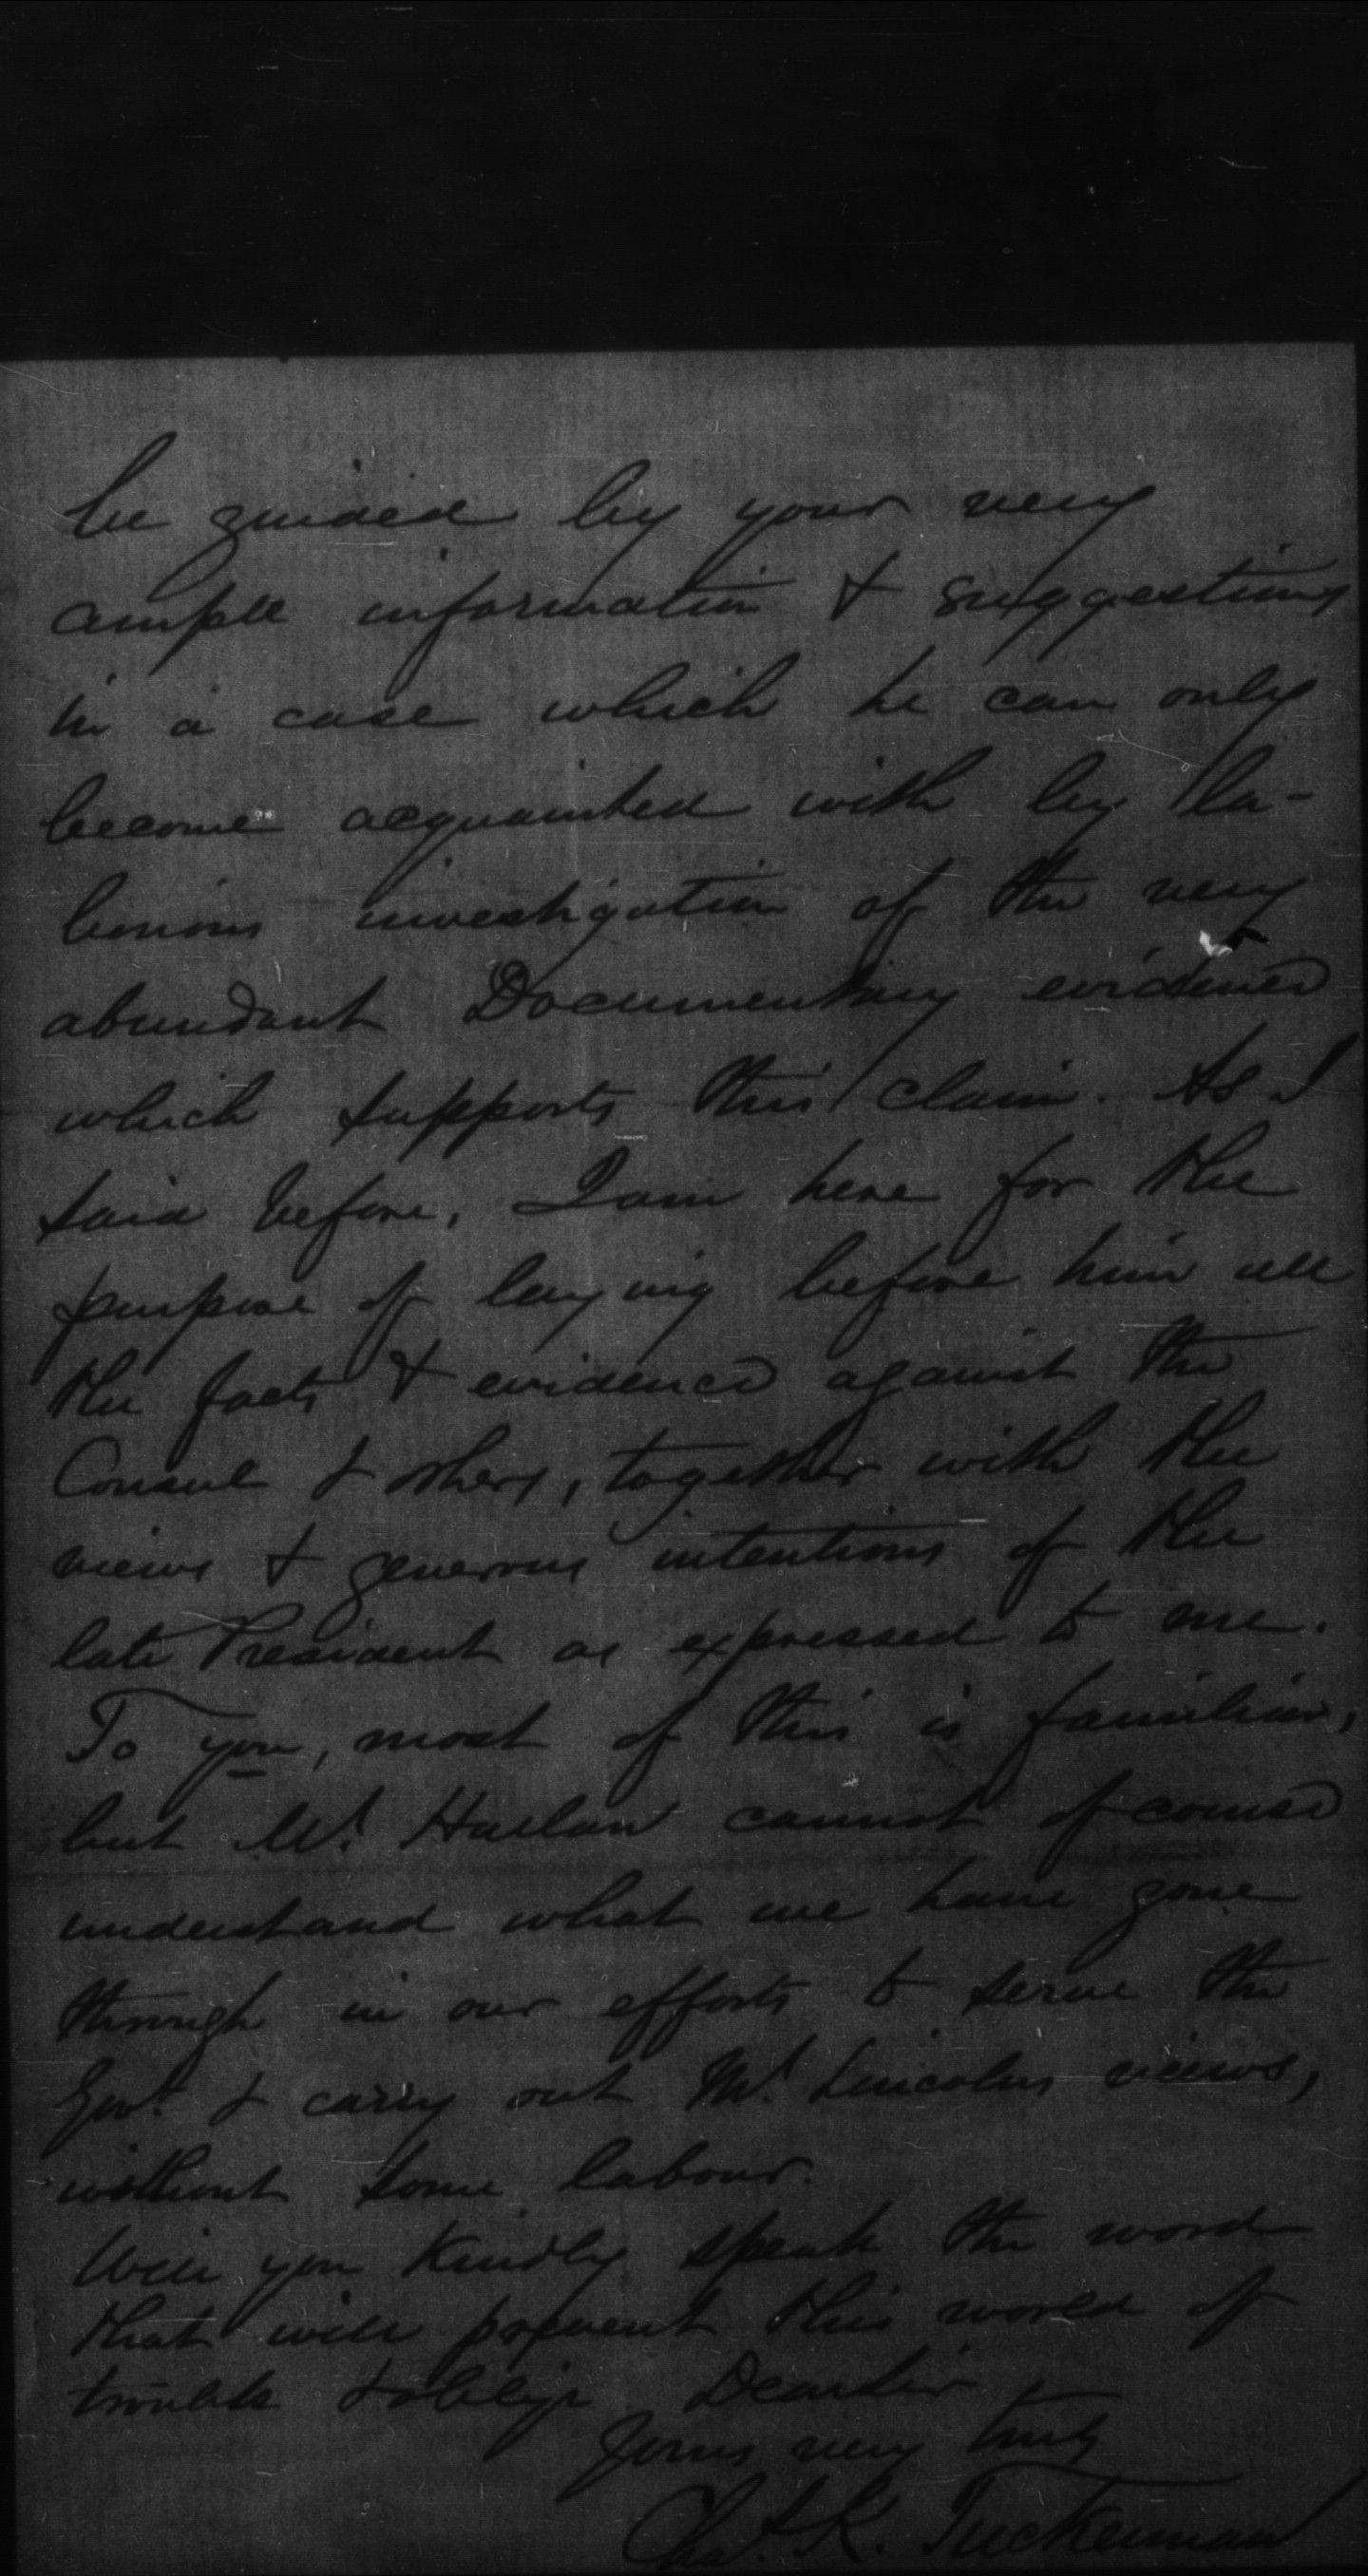 be guided by your very
ample information & suggestions
in a case which he can only
become acquainted with by la-
borious investigation of the very
abundant Documentary evidence
which supports this claim. As I
said before, I am here for the
purpose of laying before him all
the facts & evidence against the
Consul & others, together with the
views & generous intentions of the
late President as expressed to me.
To you, most of this is familiar,
but Mr. Harlan cannot of course
understand what we have gone
through in our efforts to serve the
Govt. & carry out Mr. Lincolns views,
without some labour.
Will you kindly speak the word
that will prevent this world of
trouble & oblige Dear Sir
Yours very truly
Chas. K. Tuckerman